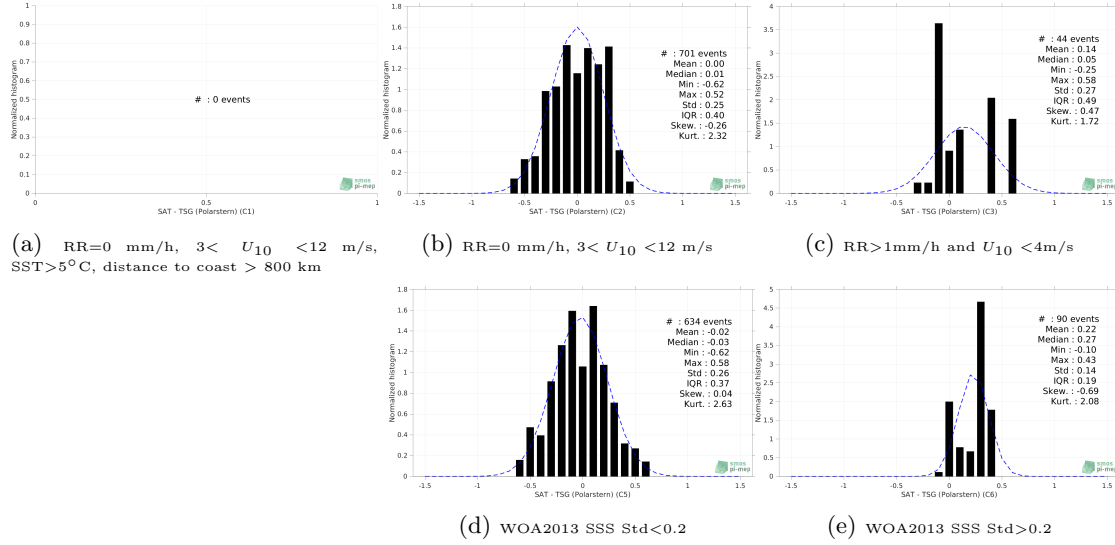 1
0.9
0.8
0.7
0.6
0.5
0.4
0.3
0.2
0.1
0
Normalized histogram
# : 0 events
smos
pi-mep
0
0.5
1
SAT - TSG (Polarstern) (C1)
(a) RR=0 mm/h, 3< U10 <12 m/s,
SST>5°C, distance to coast > 800 km
1.8
1.6
1.4
1.2
1
0.8
0.6
0.4
0.2
0
Normalized histogram
# : 701 events
Mean : 0.00
Median : 0.01
Min : -0.62
Max : 0.52
Std : 0.25
IQR : 0.40
Skew. : -0.26
Kurt. : 2.32
smos
pi-mep
-1.5
-1
-0.5
0
0.5
1
1.5
SAT - TSG (Polarstern) (C2)
(b) RR=0 mm/h, 3< U10 <12 m/s
4
3.5
3
2.5
2
1.5
1
0.5
0
Normalized histogram
# : 44 events
Mean : 0.14
Median : 0.05
Min : -0.25
Max : 0.58
Std : 0.27
IQR : 0.49
Skew. : 0.47
Kurt. : 1.72
smos
pi-mep
-1.5
-1
-0.5
0
0.5
1
1.5
SAT - TSG (Polarstern) (C3)
(c) RR>1mm/h and U10 <4m/s
1.8
1.6
1.4
1.2
1
0.8
0.6
0.4
0.2
0
Normalized histogram
# : 634 events
Mean : -0.02
Median : -0.03
Min : -0.62
Max : 0.58
Std : 0.26
IQR : 0.37
Skew. : 0.04
Kurt. : 2.63
smos
pi-mep
-1.5
-1
-0.5
0
0.5
1
1.5
SAT - TSG (Polarstern) (C5)
(d) WOA2013 SSS Std<0.2
5
4.5
4
3.5
3
2.5
2
1.5
1
0.5
0
Normalized histogram
# : 90 events
Mean : 0.22
Median : 0.27
Min : -0.10
Max : 0.43
Std : 0.14
IQR : 0.19
Skew. : -0.69
Kurt. : 2.08
smos
pi-mep
-1.5
-1
-0.5
0
0.5
1
1.5
SAT - TSG (Polarstern) (C6)
(e) WOA2013 SSS Std>0.2